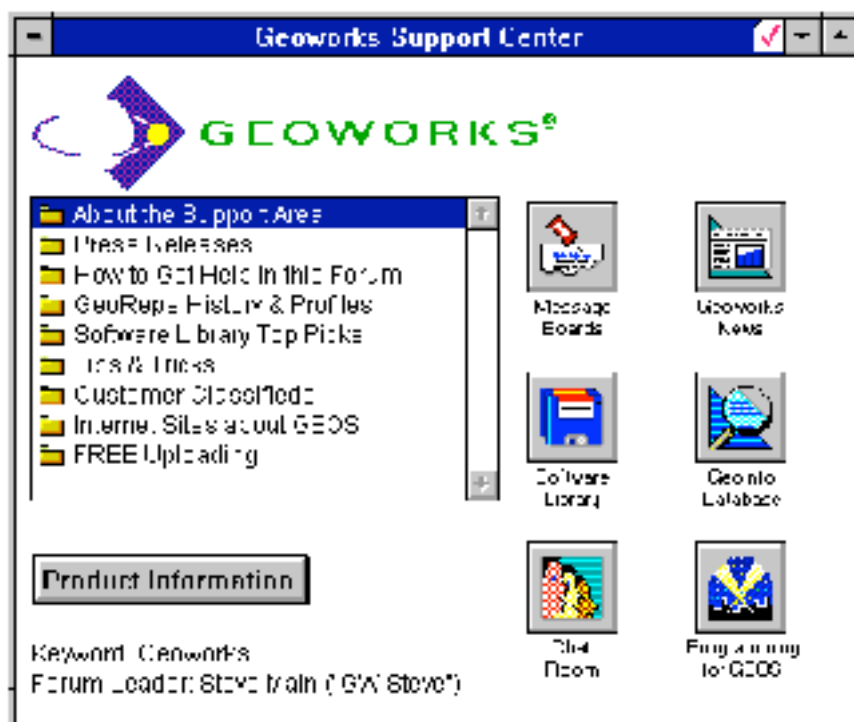 Geoworks Support Center
GEOWORKS®
About the Support Area
Press Releases
How to Get Help in this Forum
GeoReps History & Profiles
Software Library Top Picks
Tips & Tricks
Customer Classifieds
Internet Sites about GEOS
FREE Uploading
Message
Boards
Geoworks
News
Software
Library
GeoInfo
Database
Product Information
Chat
Room
Programming
for GEOS
Keyword: Geoworks
Forum Leader: Steve Main ("GW Steve")